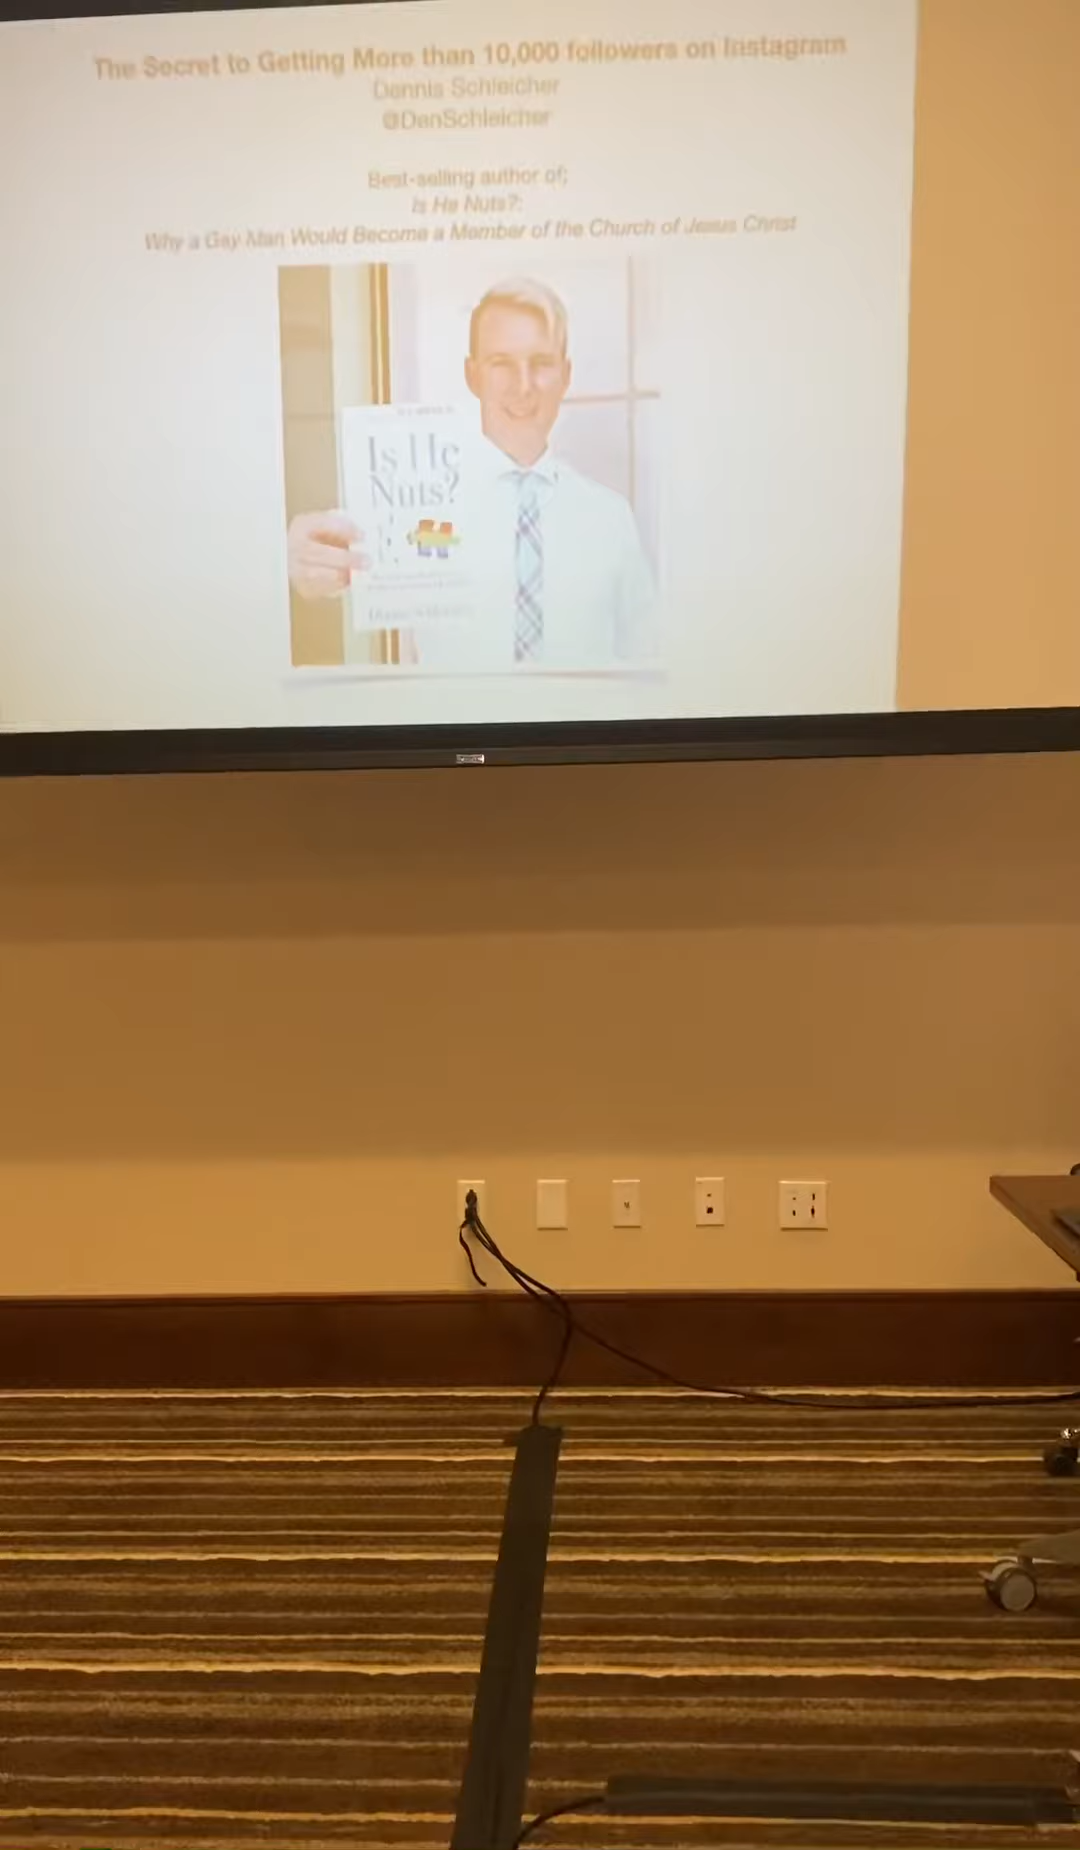 The Secret to Getting More than 10,000 followers on Instagram
Dennis Schleicher
@DenSchleicher
Best-selling author of;
Is He Nuts?:
Why a Gay Man Would Become a Member of the Church of Jesus Christ
Is He
Nuts?